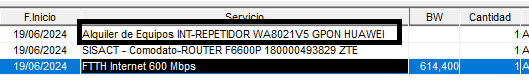 F.Inicio Servicio BW Cantidad
19/06/2024 Alquiler de Equipos INT-REPETIDOR WA8021V5 GPON HUAWEI 1 A
19/06/2024 SISACT - Comodato-ROUTER F6600P 180000493829 ZTE 1 A
19/06/2024 FTTH Internet 600 Mbps 614,400 1 A